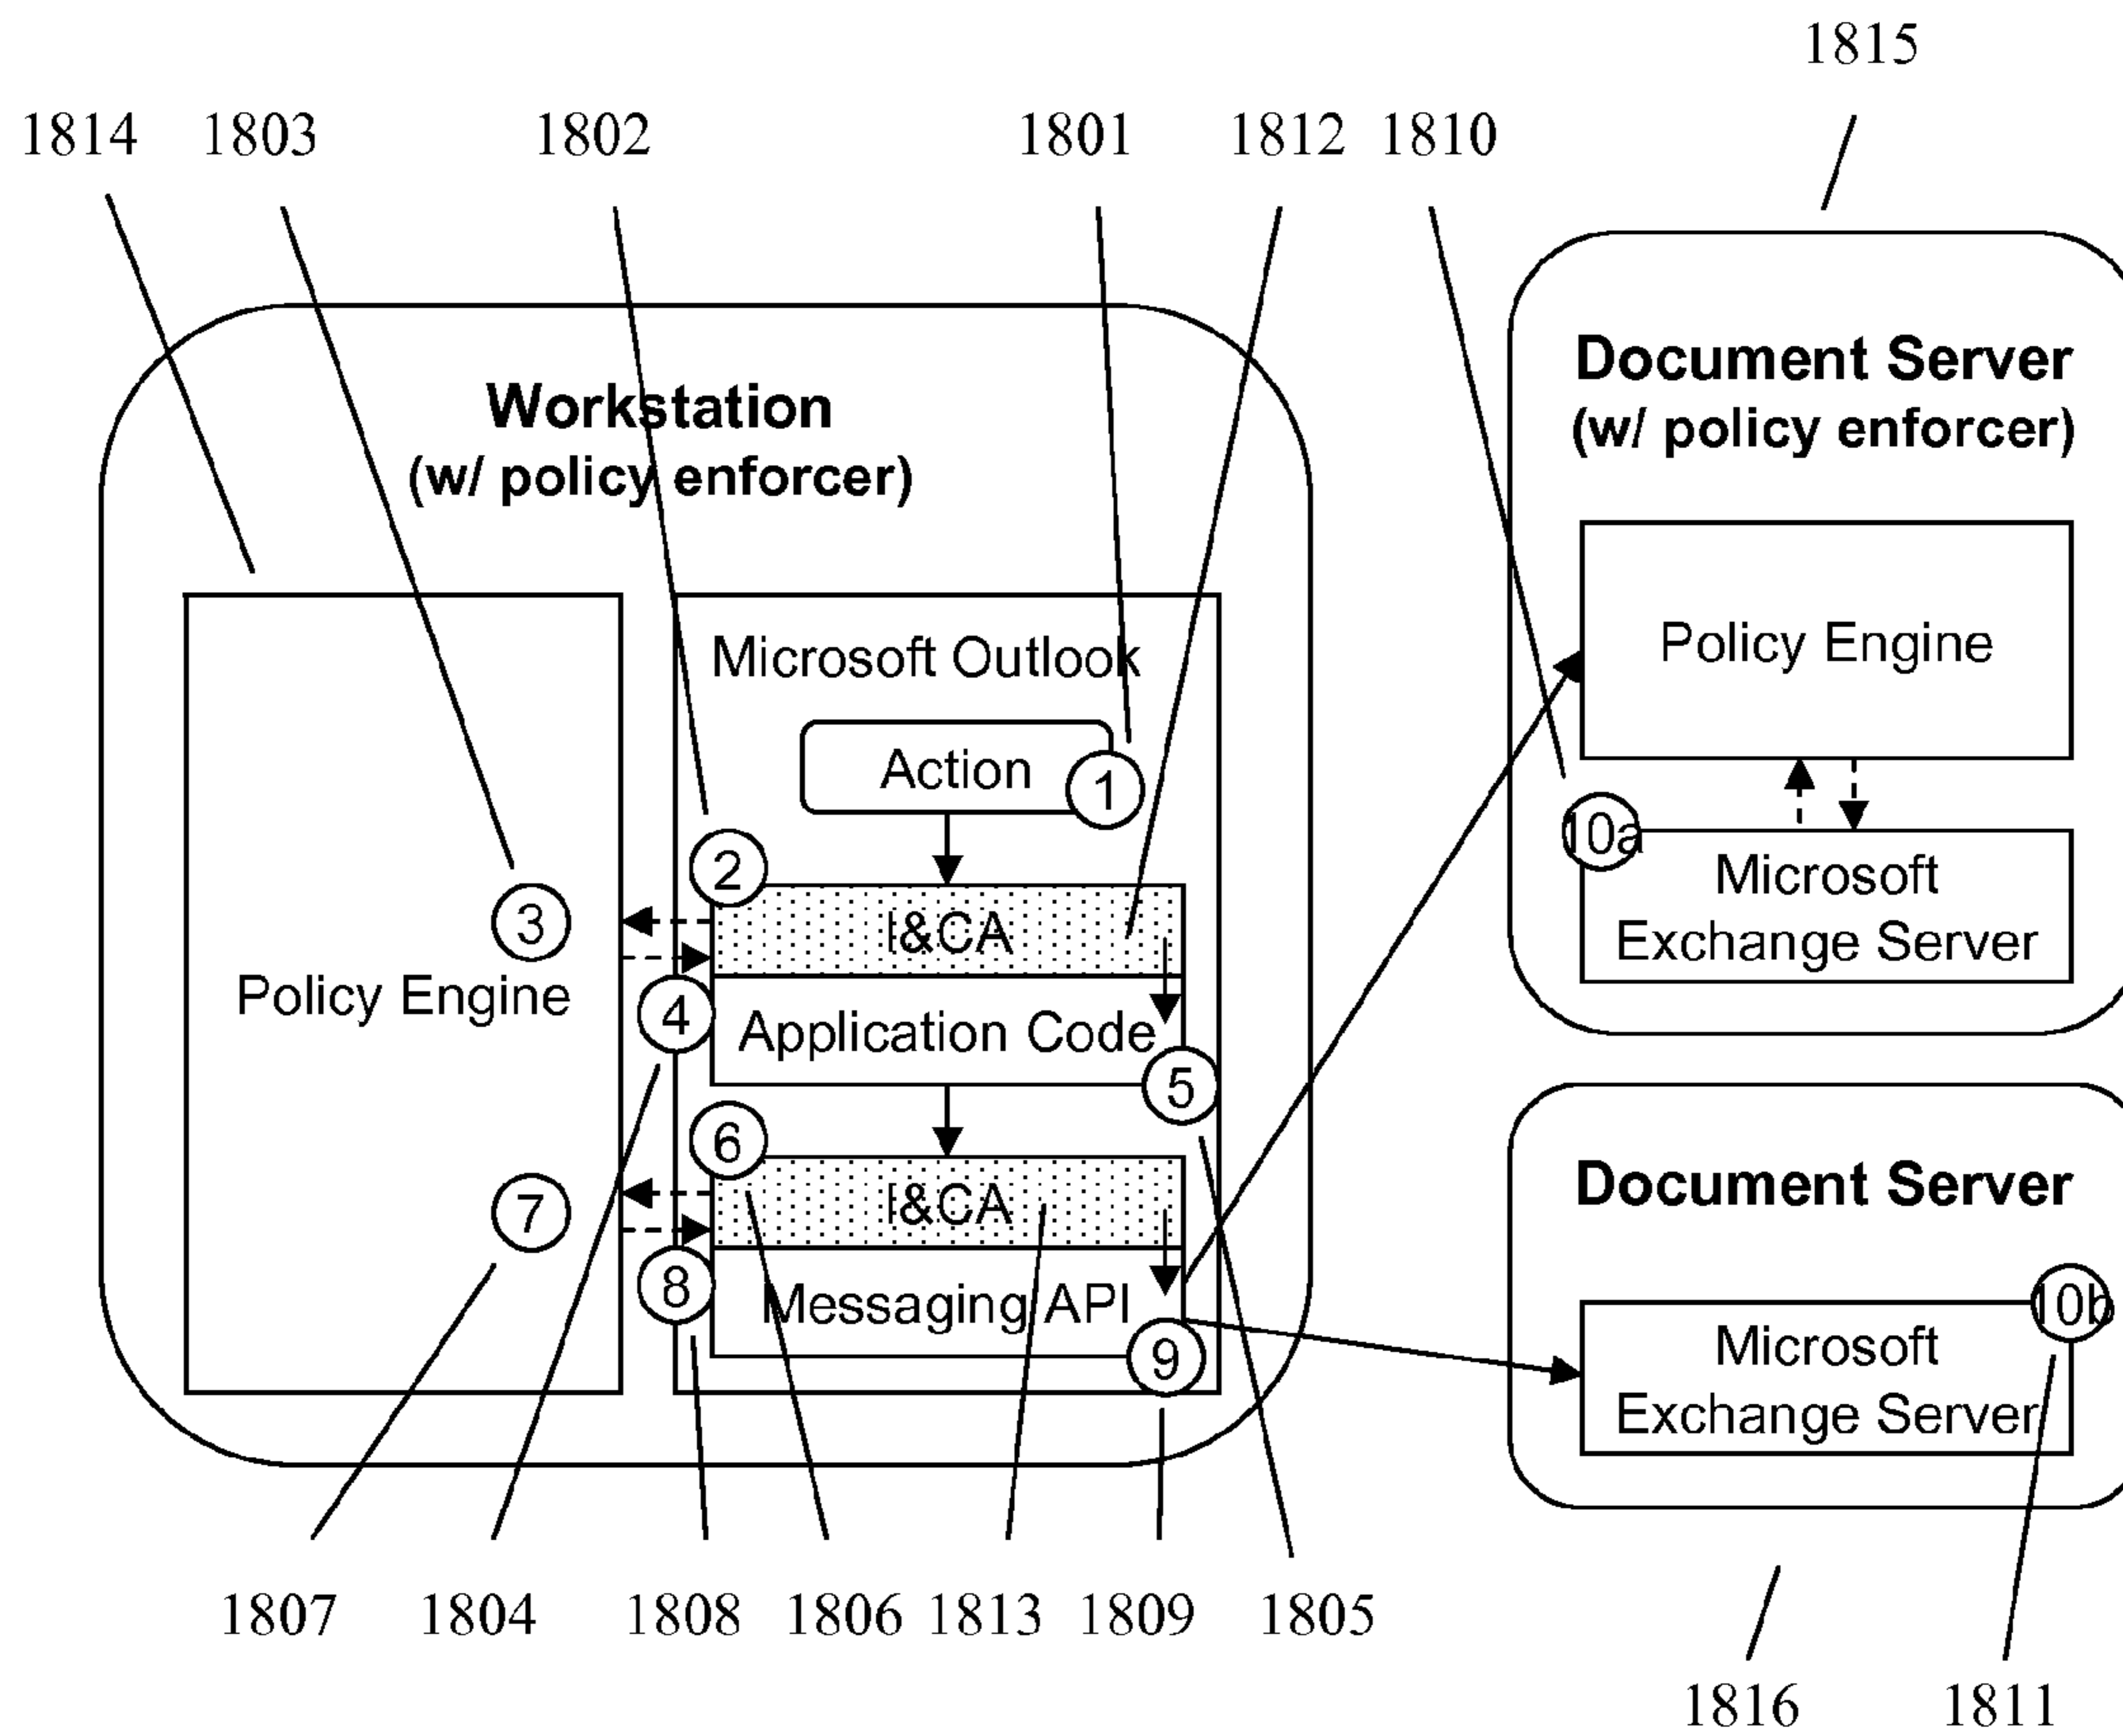 1815
1814 1803 1802 1801 1812 1810
Workstation
(w/ policy enforcer)
Document Server
(w/ policy enforcer)
Microsoft Outlook
Policy Engine
Action
1
10a
2
Microsoft
Exchange Server
3
I&CA
Policy Engine
4
Application Code
5
6
Document Server
7
I&CA
8
Messaging API
9
10b
Microsoft
Exchange Server
1807 1804 1808 1806 1813 1809 1805
1816 1811